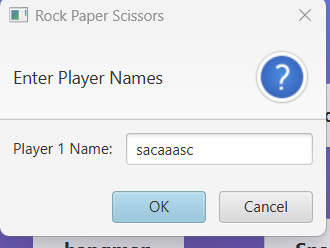 Rock Paper Scissors
Enter Player Names
Player 1 Name: sacaaasc
OK Cancel